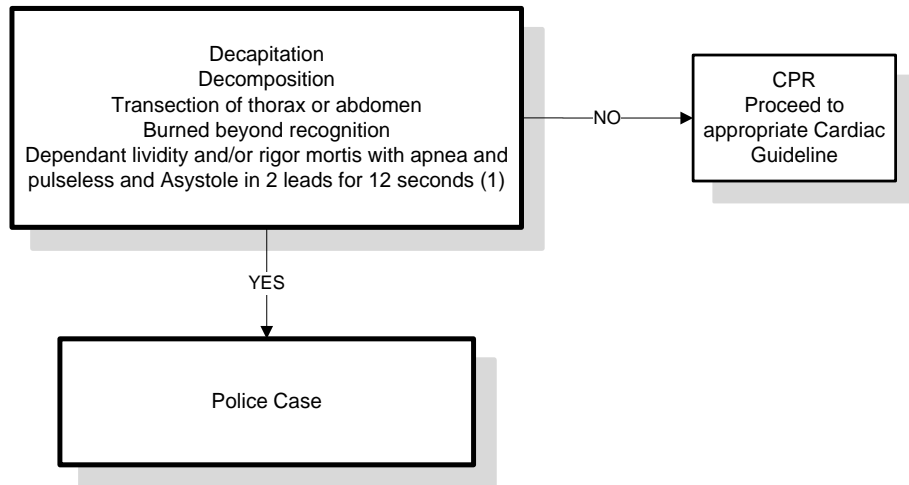 Decapitation
Decomposition
Transection of thorax or abdomen
Burned beyond recognition
Dependant lividity and/or rigor mortis with apnea and
pulseless and Asystole in 2 leads for 12 seconds (1)
NO
CPR
Proceed to
appropriate Cardiac
Guideline
YES
Police Case